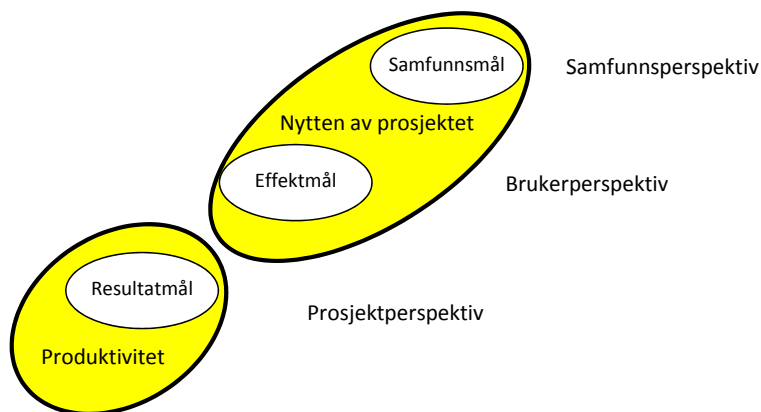 Samfunnsmål
Samfunnsperspektiv
Nytten av prosjektet
Effektmål
Brukerperspektiv
Resultatmål
Prosjektperspektiv
Produktivitet